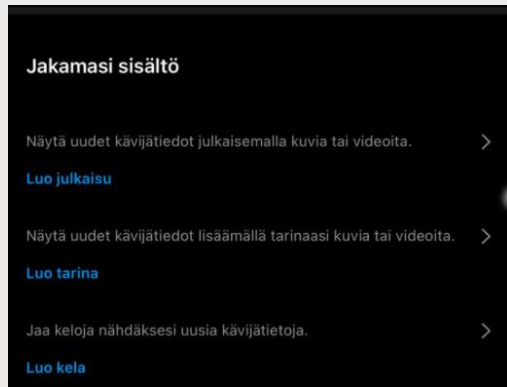 Jakamasi sisältö
Näytä uudet kävijätiedot julkaisemalla kuvia tai videoita.
Luo julkaisu
Näytä uudet kävijätiedot lisäämällä tarinaasi kuvia tai videoita.
Luo tarina
Jaa keloja nähdäksesi uusia kävijätietoja.
Luo kela